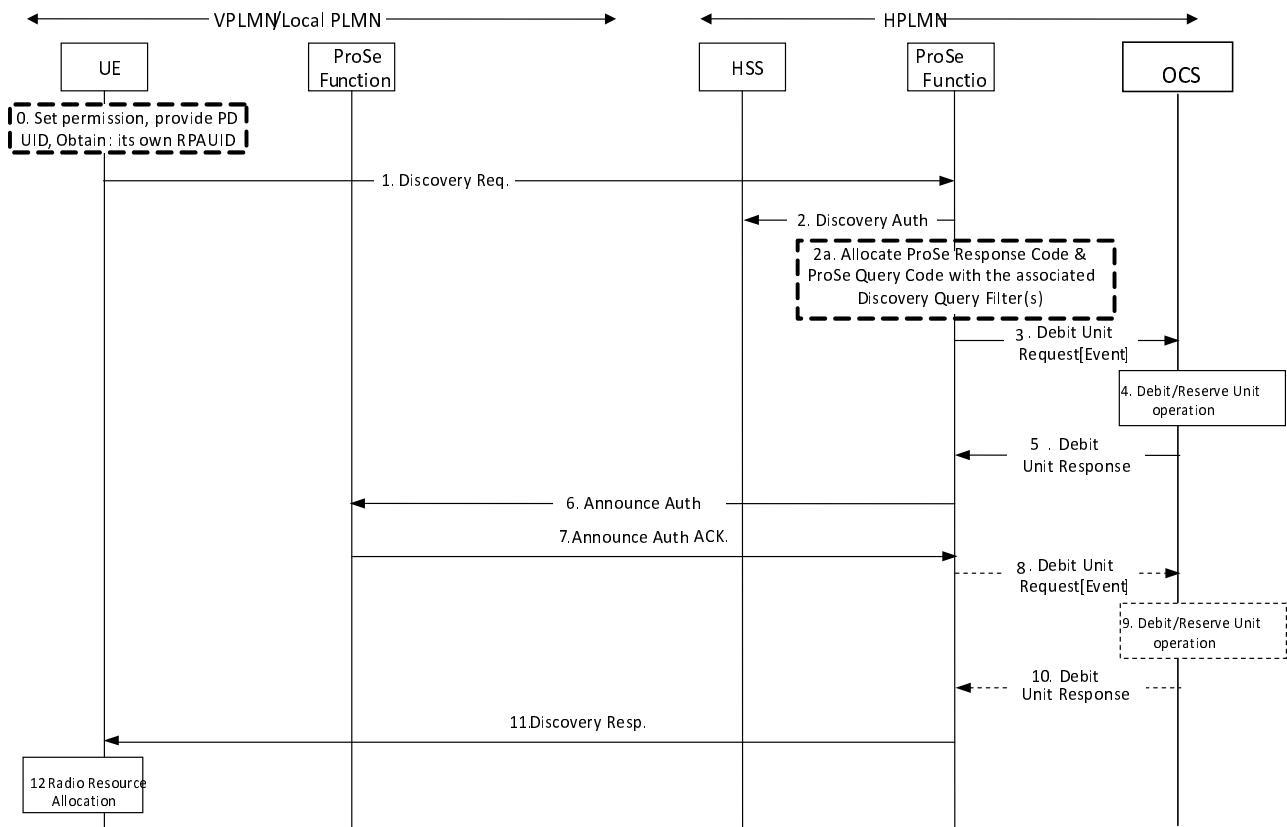 VPLMN/Local PLMN
HPLMN
UE
ProSe
Function
HSS
ProSe
Functio
OCS
0. Set permission, provide PD
UID, Obtain: its own RPAUID
1. Discovery Req.
2. Discovery Auth
2a. Allocate ProSe Response Code &
ProSe Query Code with the associated
Discovery Query Filter(s)
3. Debit Unit
Request[Event]
4. Debit/Reserve Unit
operation
5 . Debit
Unit Response
6. Announce Auth
7.Announce Auth ACK.
8. Debit Unit
Request[Event]
9. Debit/Reserve Unit
operation
10. Debit
Unit Response
11.Discovery Resp.
12 Radio Resource
Allocation